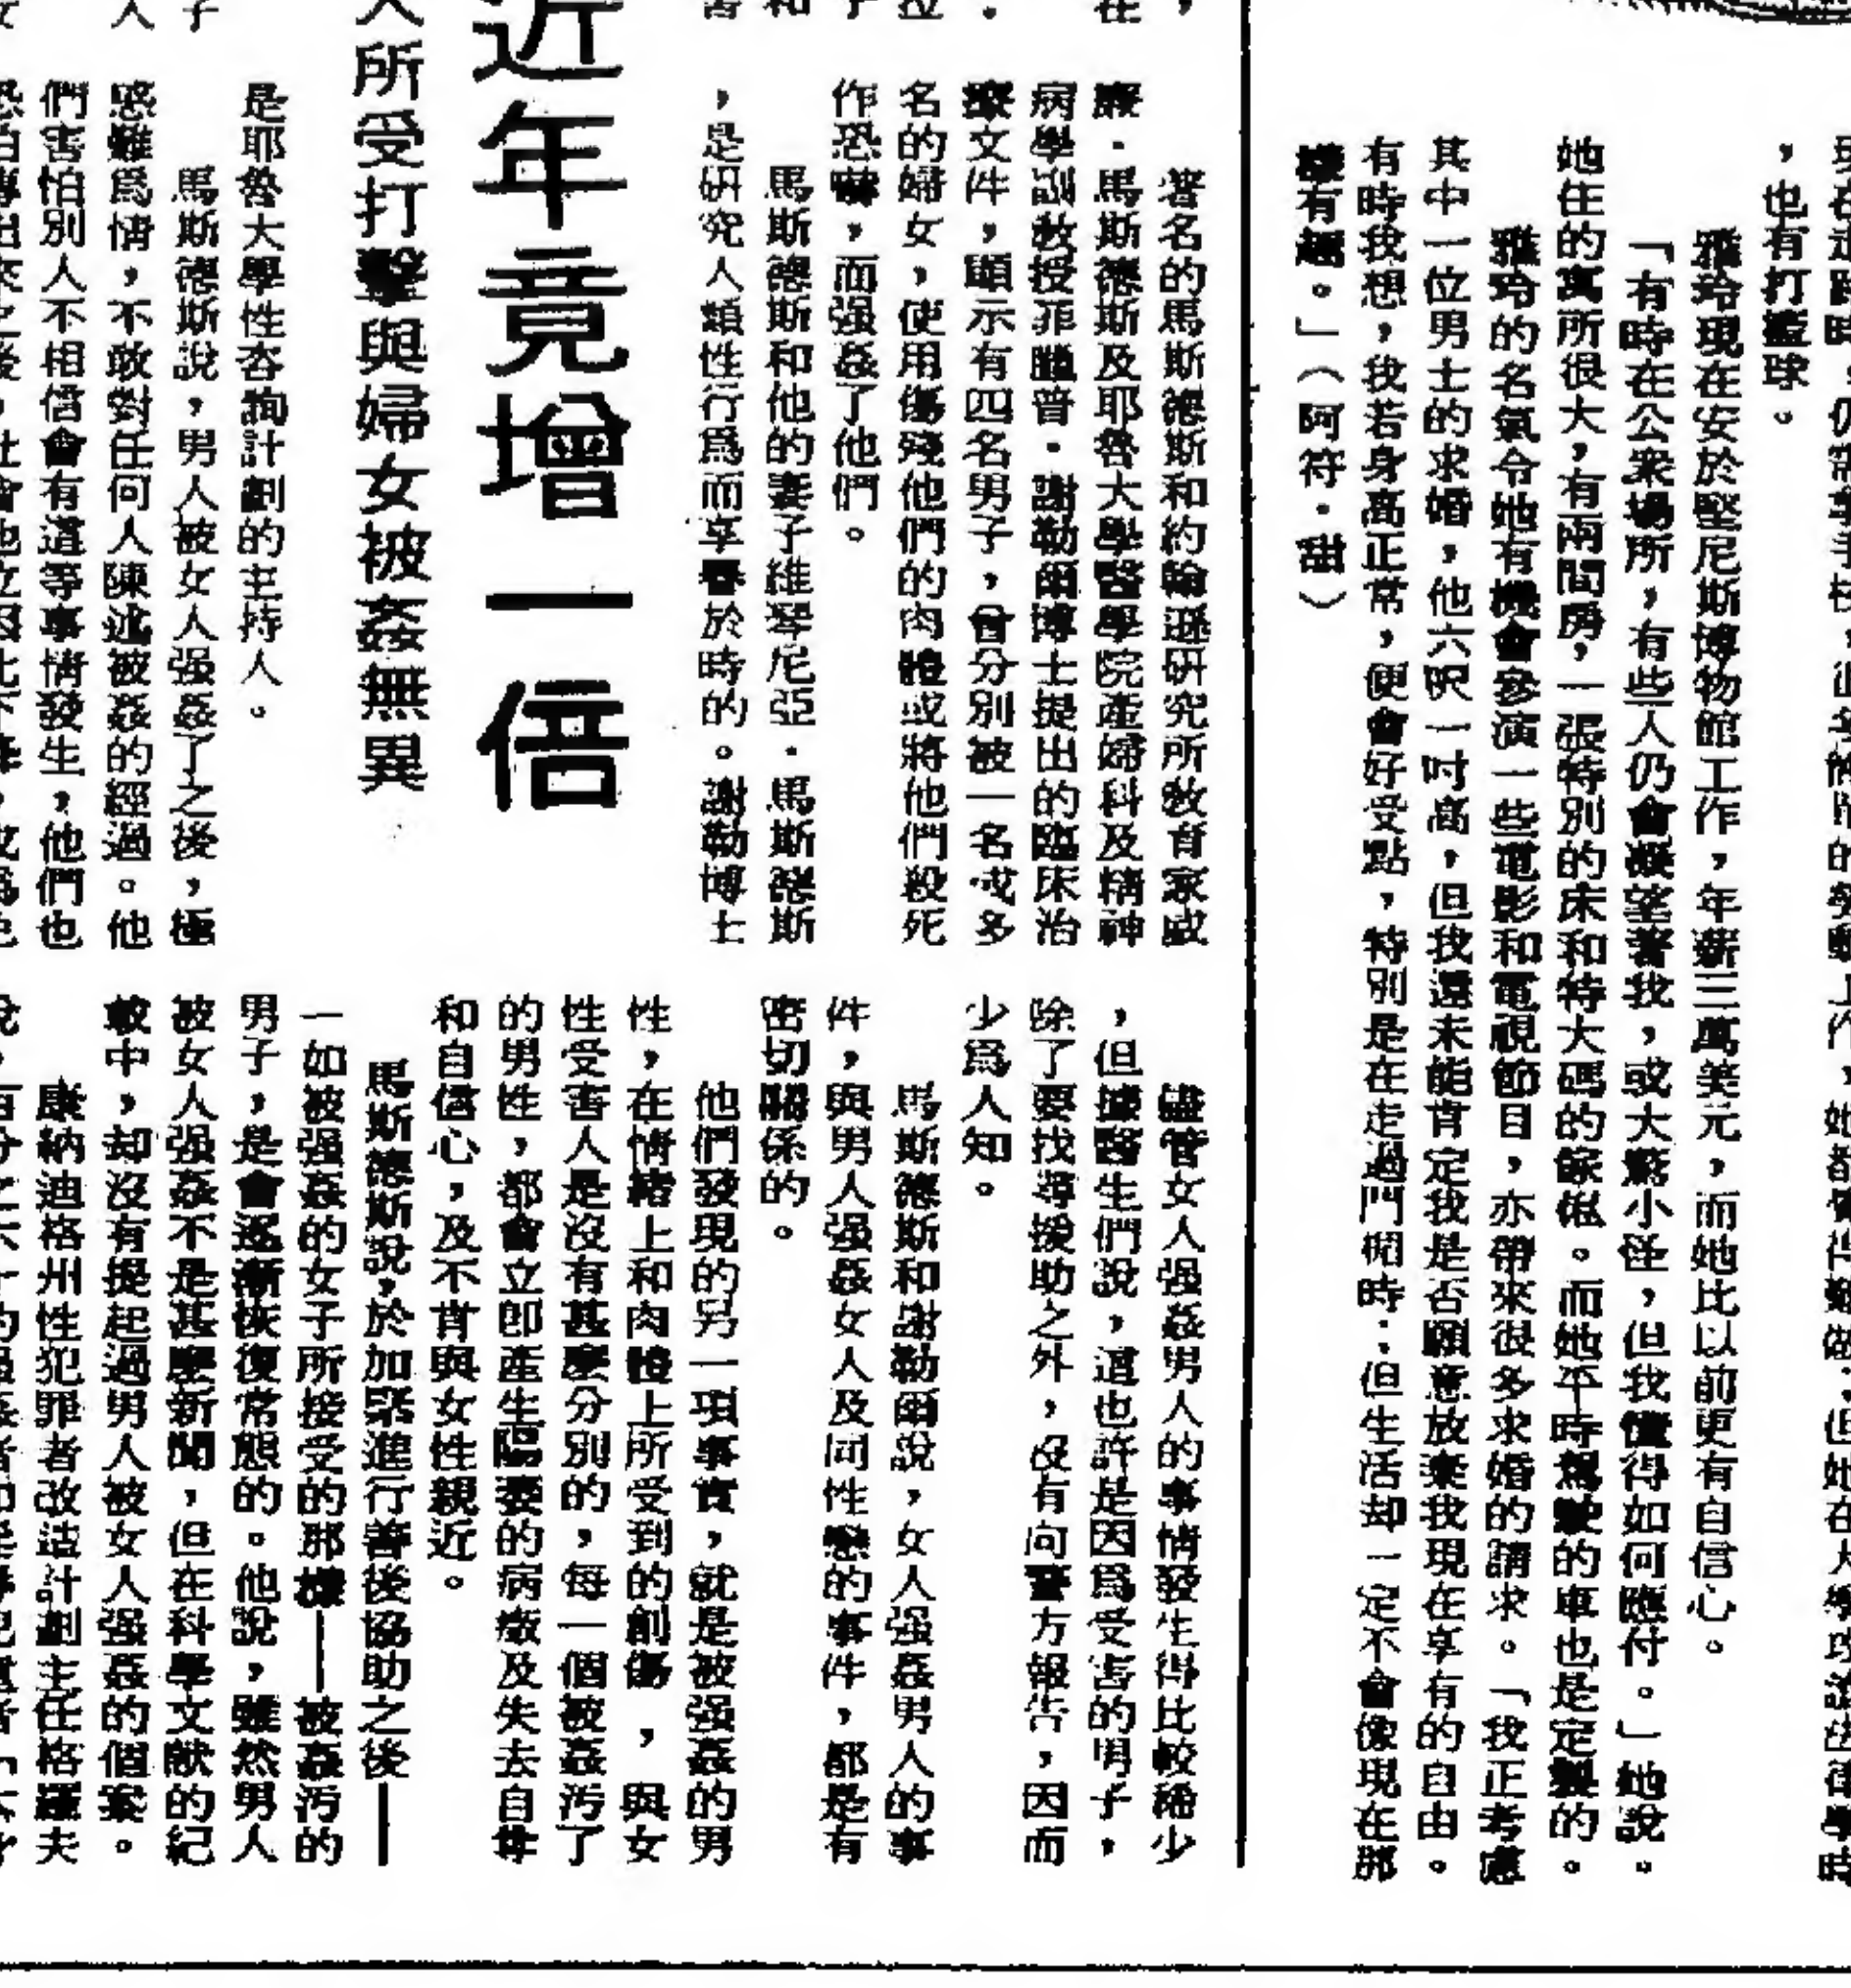 ，也有打籃球。
雅玲現在安於堅尼斯博物館工作，年薪三萬美元，而她比以前更有自信心。
「有時在公衆場所，有些人仍會凝望著我，或大驚小怪，但我懂得如何應付。」她說。
她住的寓所很大，有兩間房，一張特別的床和特大碼的傢俬。而她平時駕駛的車也是定製的。
雅玲的名氣令她有機會參演一些電影和電視節目，亦帶來很多求婚的請求。「我正考慮
其中一位男士的求婚，他六呎一吋高，但我還未能肯定我是否願意放棄我現在享有的自由。
有時我想，我若身高正常，便會好受點，特別是在走過門框時；但生活却一定不會像現在那
樣有趣。」（阿符．甜）
近年竟增一倍
人所受打擊與婦女被姦無異
著名的馬斯德斯和約翰遜研究所敎育家威
廉．馬斯德斯及耶魯大學醫學院產婦科及精神
病學訓敎授菲臘普．謝勒爾博士提出的臨床治
療文件，顯示有四名男子，曾分別被一名或多
名的婦女，使用傷殘他們的肉體或將他們殺死
作恐嚇，而强姦了他們。
馬斯德斯和他的妻子維琴尼亞．馬斯德斯
，是研究人類性行爲而享譽於時的。謝勒博士
是耶魯大學性咨詢計劃的主持人。
馬斯德斯說，男人被女人强姦了之後，極
感難爲情，不敢對任何人陳述被姦的經過。他
們害怕別人不相信會有這等事情發生，他們也
儘管女人强姦男人的事情發生得比較稀少
，但據醫生們說，這也許是因爲受害的男子，
除了要找尋援助之外，沒有向警方報告，因而
少爲人知。
馬斯德斯和謝勒爾說，女人强姦男人的事
件，與男人强姦女人及同性戀的事件，都是有
密切關係的。
他們發現的另一項事實，就是被强姦的男
性，在情緒上和肉體上所受到的創傷，與女
性受害人是沒有甚麼分別的，每一個被姦汚了
的男性，都會立卽產生陽萎的病癥及失去自尊
和自信心，及不肯與女性親近。
馬斯德斯說，於加緊進行善後協助之後——
一如被强姦的女子所接受的那樣——被姦汚的
男子，是會逐漸恢復常態的。他說，雖然男人
被女人强姦不是甚麼新聞，但在科學文獻的紀
載中，却沒有提起過男人被女人强姦的個案。
康納迪格州性犯罪者改造計劃主任格羅夫